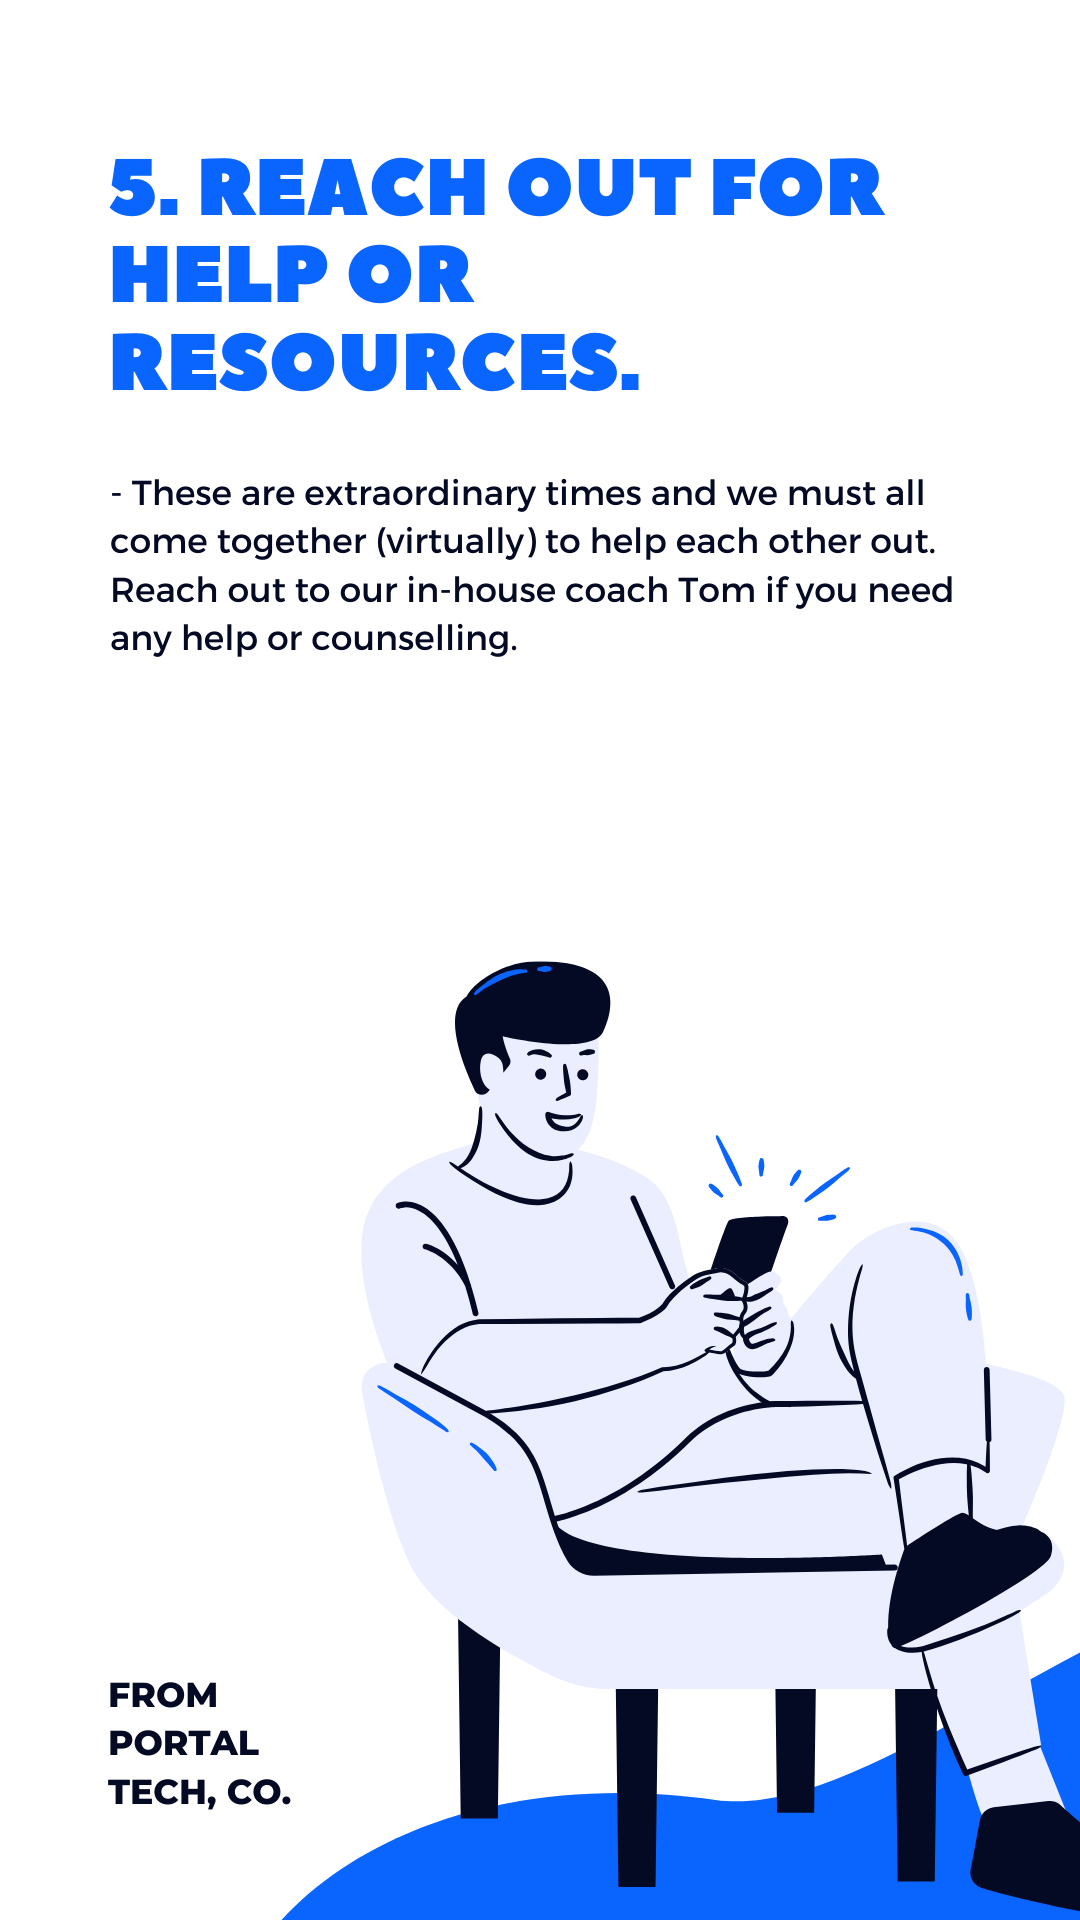 5. REACH OUT FOR
HELP OR
RESOURCES.
- These are extraordinary times and we must all
come together (virtually) to help each other out.
Reach out to our in-house coach Tom if you need
any help or counselling.
FROM
PORTAL
TECH, CO.